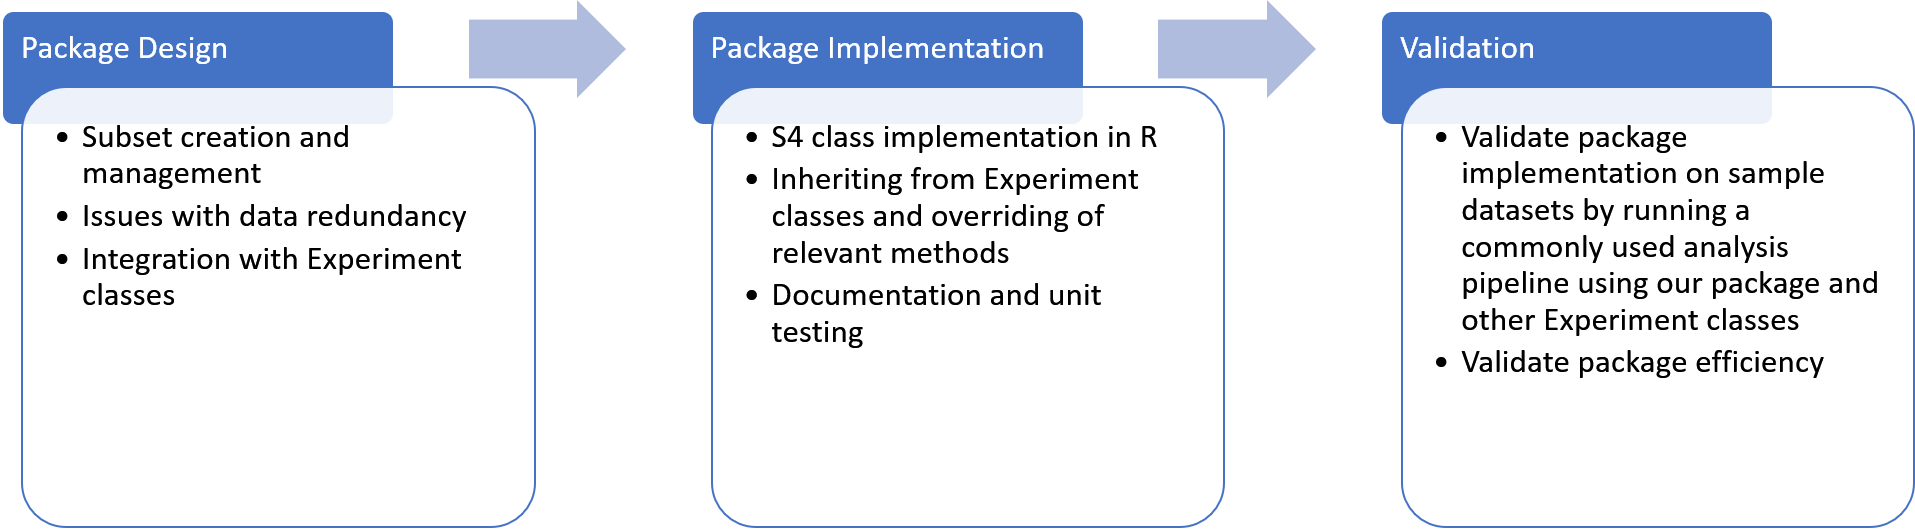 Package Design
• Subset creation and
management
• Issues with data redundancy
• Integration with Experiment
classes
Package Implementation
• S4 class implementation in R
• Inheriting from Experiment
classes and overriding of
relevant methods
• Documentation and unit
testing
Validation
• Validate package
implementation on sample
datasets by running a
commonly used analysis
pipeline using our package and
other Experiment classes
• Validate package efficiency